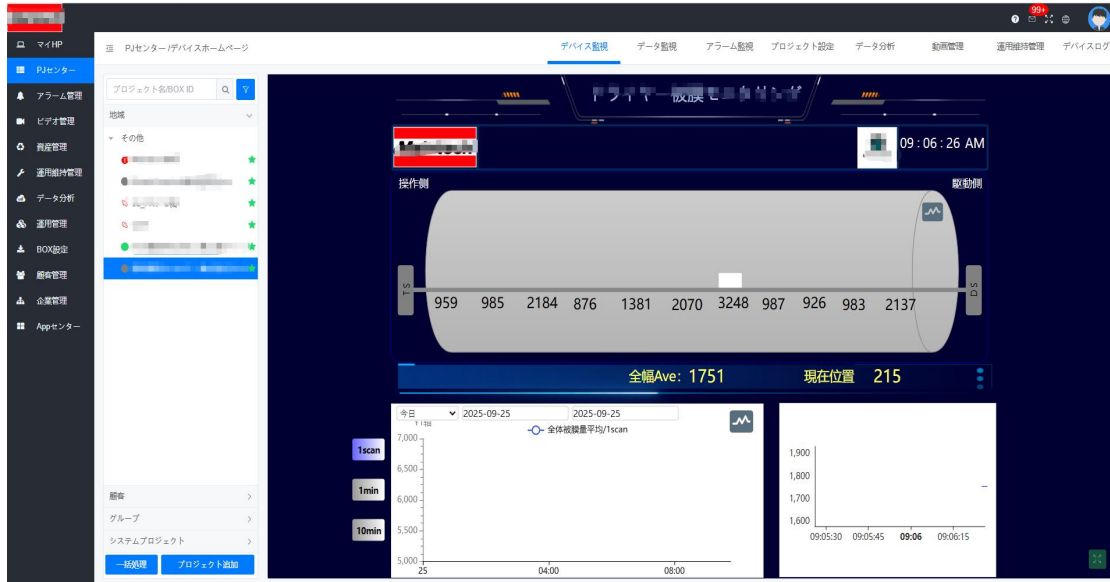 99+
マイHP
PJセンター/デバイスホームページ
デバイス監視
データ監視
アラーム監視
プロジェクト設定
データ分析
動画管理
運用維持管理
デバイスログ
PJセンター
アラーム管理
ビデオ管理
資産管理
運用維持管理
データ分析
運用管理
BOX設定
顧客管理
企業管理
Appセンター
プロジェクト名/BOX ID
地域
その他
顧客
グループ
システムプロジェクト
一括処理
プロジェクト追加
ドライヤー被膜モニタリング
09:06:26 AM
操作側
駆動側
TS
DS
959 985 2184 876 1381 2070 3248 987 926 983 2137
全幅Ave: 1751
現在位置 215
今日 2025-09-25 2025-09-25
全体被膜量平均/1scan
1scan
1min
10min
7,000
6,500
6,000
5,500
5,000
25 04:00 08:00
1,900
1,800
1,700
1,600
09:05:30 09:05:45 09:06 09:06:15